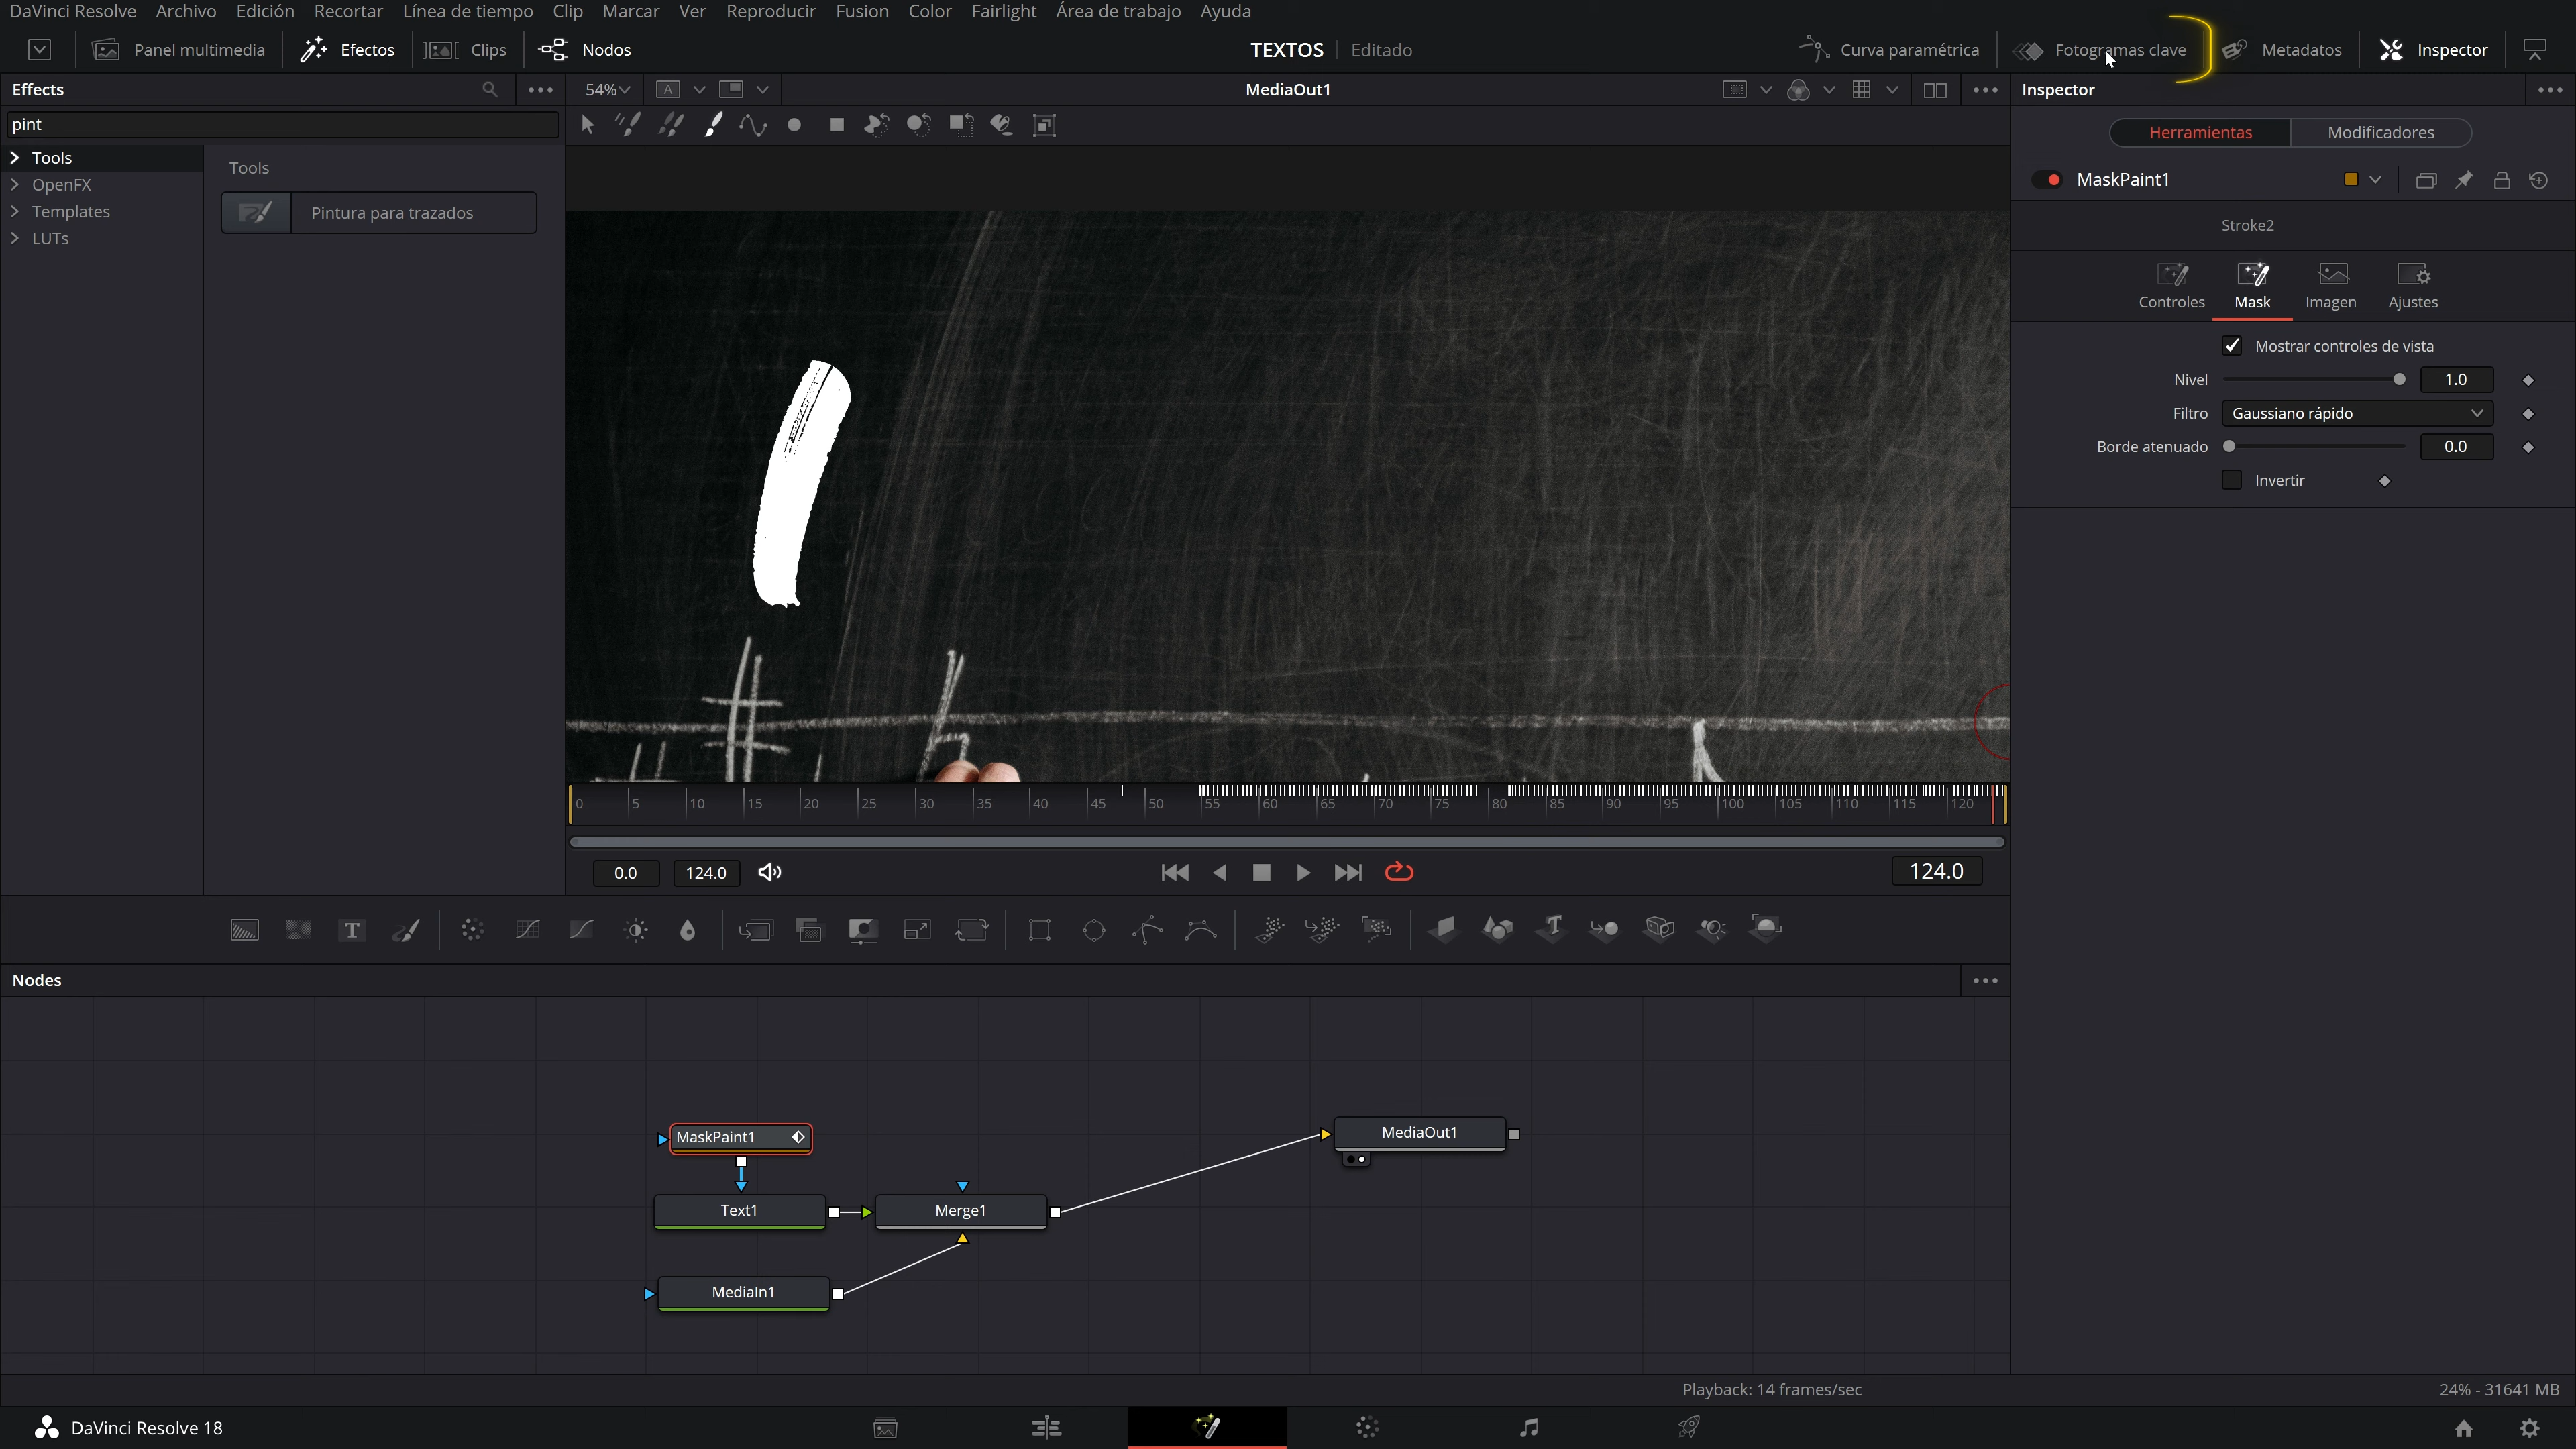 DaVinci Resolve Archivo Edición Recortar Línea de tiempo Clip Marcar Ver Reproducir Fusion Color Fairlight Área de trabajo Ayuda
Panel multimedia Efectos Clips Nodos TEXTOS Editado Curva paramétrica Fotogramas clave Metadatos Inspector
Effects 54% A MediaOut1 Inspector
pint
Herramientas Modificadores
Tools
OpenFX
Templates
LUTs
Tools
Pintura para trazados
MaskPaint1
Stroke2
Controles Mask Imagen Ajustes
Mostrar controles de vista
Nivel 1.0
Filtro Gaussiano rápido
Borde atenuado 0.0
Invertir
0 5 10 15 20 25 30 35 40 45 50 55 60 65 70 75 80 85 90 95 100 105 110 115 120
0.0 124.0 124.0
T T
Nodes
MaskPaint1
MediaOut1
Text1 Merge1
MediaIn1
Playback: 14 frames/sec 24% - 31641 MB
DaVinci Resolve 18